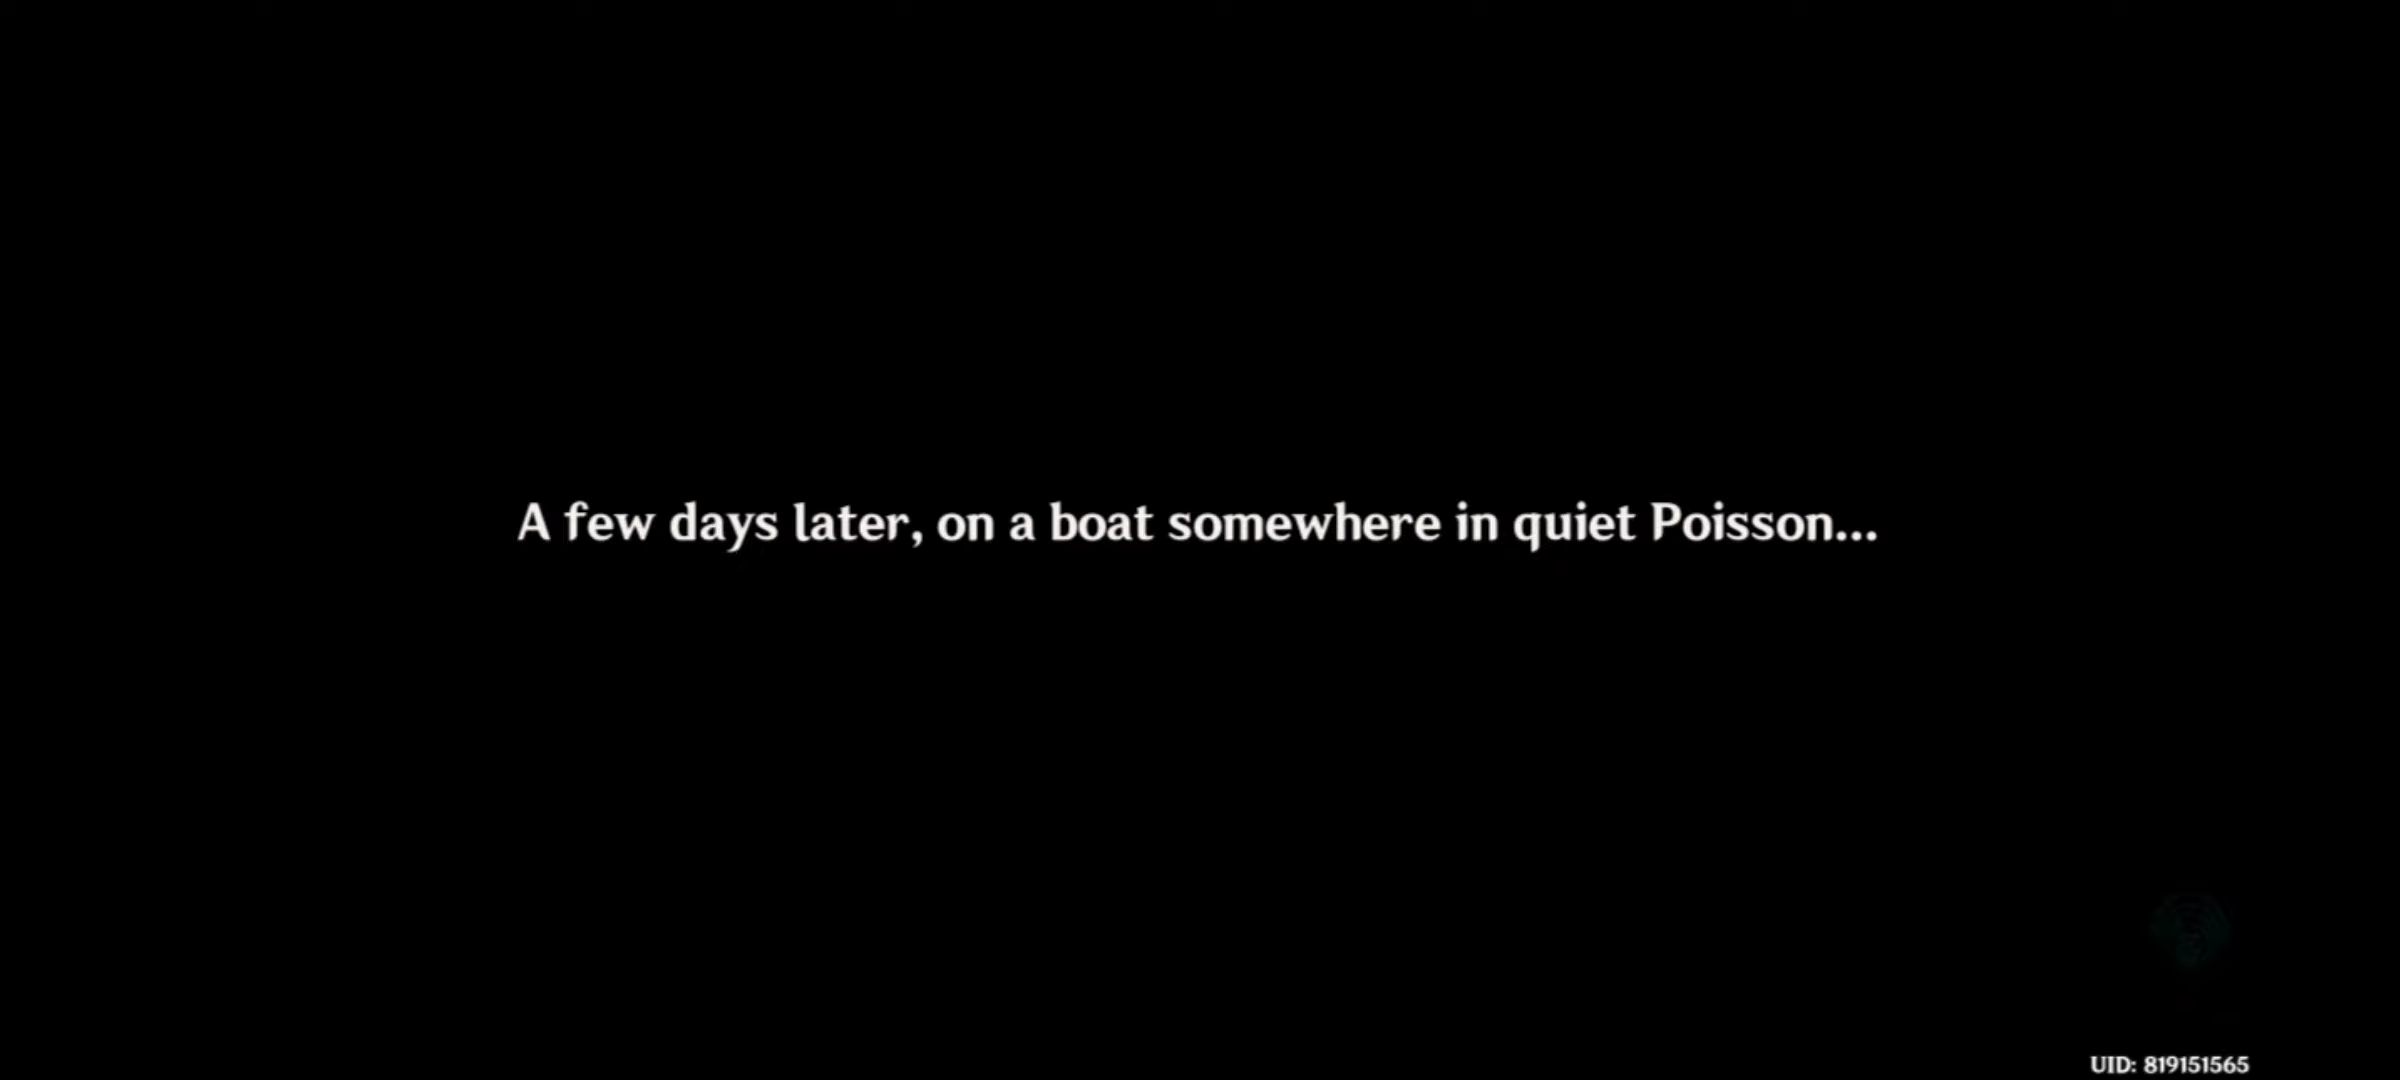 A few days later, on a boat somewhere in quiet Poisson...
UID: 819151565